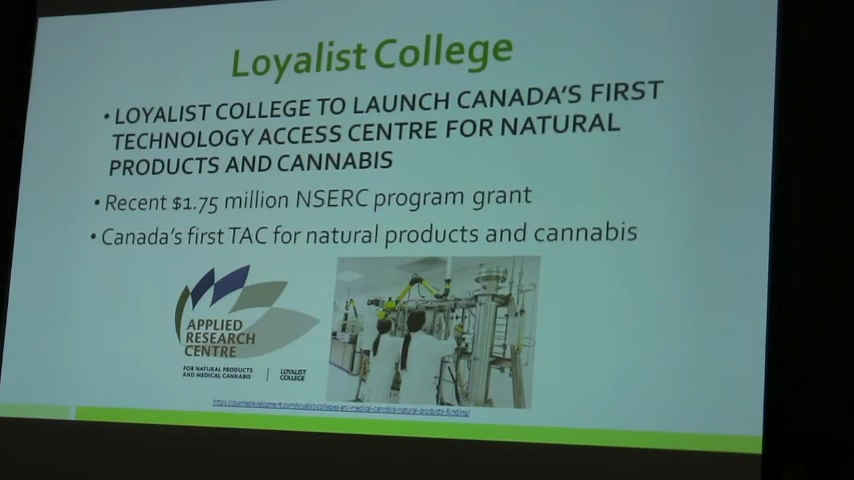 Loyalist College
• LOYALIST COLLEGE TO LAUNCH CANADA'S FIRST
TECHNOLOGY ACCESS CENTRE FOR NATURAL
PRODUCTS AND CANNABIS
• Recent $1.75 million NSERC program grant
• Canada's first TAC for natural products and cannabis
APPLIED
RESEARCH
CENTRE
FOR NATURAL PRODUCTS
AND MEDICAL CANNABIS
LOYALIST
COLLEGE